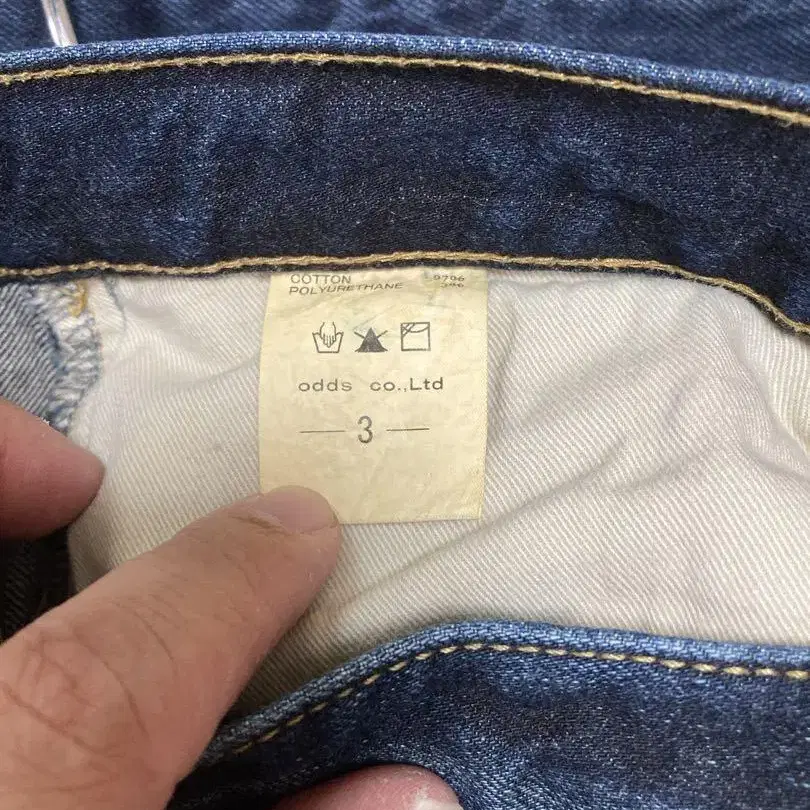 COTTON
POLYURETHANE
odds co.,Ltd
— 3 —